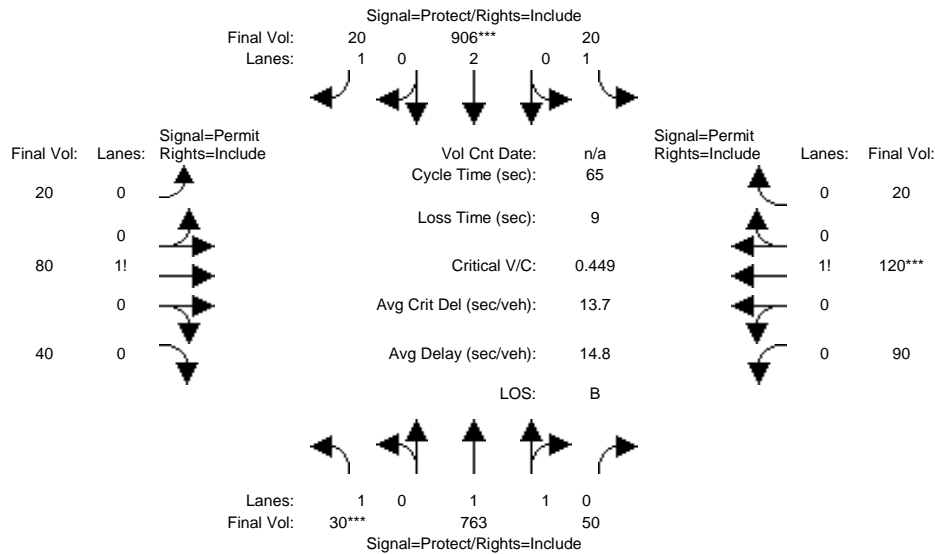 Signal=Protect/Rights=Include
Final Vol: 20 906*** 20
Lanes: 1 0 2 0 1
Signal=Permit
Final Vol: Lanes: Rights=Include
Vol Cnt Date: n/a
Signal=Permit
Rights=Include Lanes: Final Vol:
Cycle Time (sec): 65
20 0
0 20
Loss Time (sec): 9
0
0
80 1!
Critical V/C: 0.449
1! 120***
0
Avg Crit Del (sec/veh): 13.7
0
40 0
Avg Delay (sec/veh): 14.8
0 90
LOS: B
Lanes: 1 0 1 1 0
Final Vol: 30*** 763 50
Signal=Protect/Rights=Include